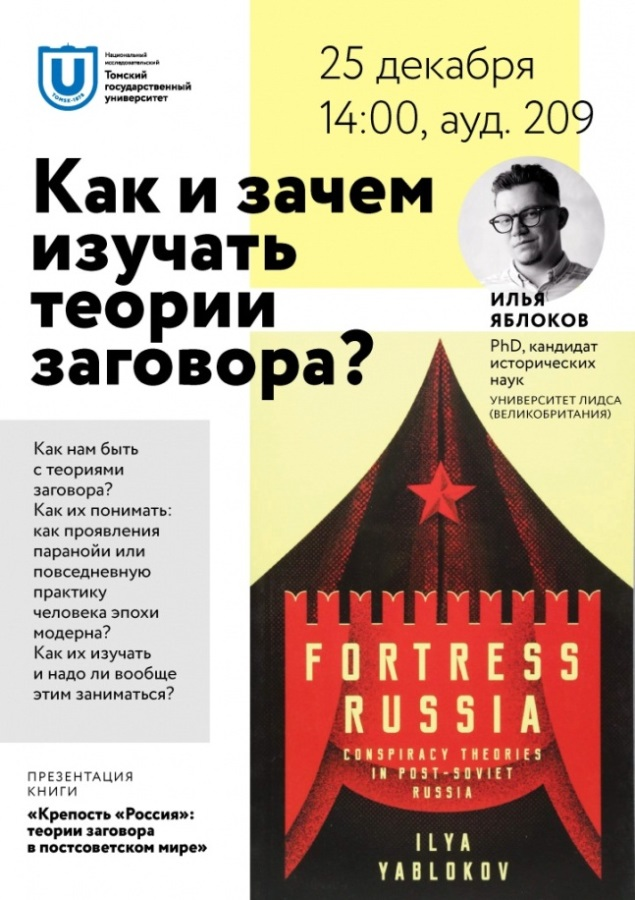 Национальный
исследовательский
Томский
государственный
университет
ТОМСК·1878
25 декабря
14:00, ауд. 209
Как и зачем
изучать
теории
заговора?
ИЛЬЯ
ЯБЛОКОВ
PhD, кандидат
исторических
наук
УНИВЕРСИТЕТ ЛИДСА
(ВЕЛИКОБРИТАНИЯ)
Как нам быть
с теориями
заговора?
Как их понимать:
как проявления
паранойи или
повседневную
практику
человека эпохи
модерна?
Как их изучать
и надо ли вообще
этим заниматься?
ПРЕЗЕНТАЦИЯ
КНИГИ
«Крепость «Россия»:
теории заговора
в постсоветском мире»
FORTRESS
RUSSIA
CONSPIRACY THEORIES
IN POST-SOVIET
RUSSIA
ILYA
YABLOKOV